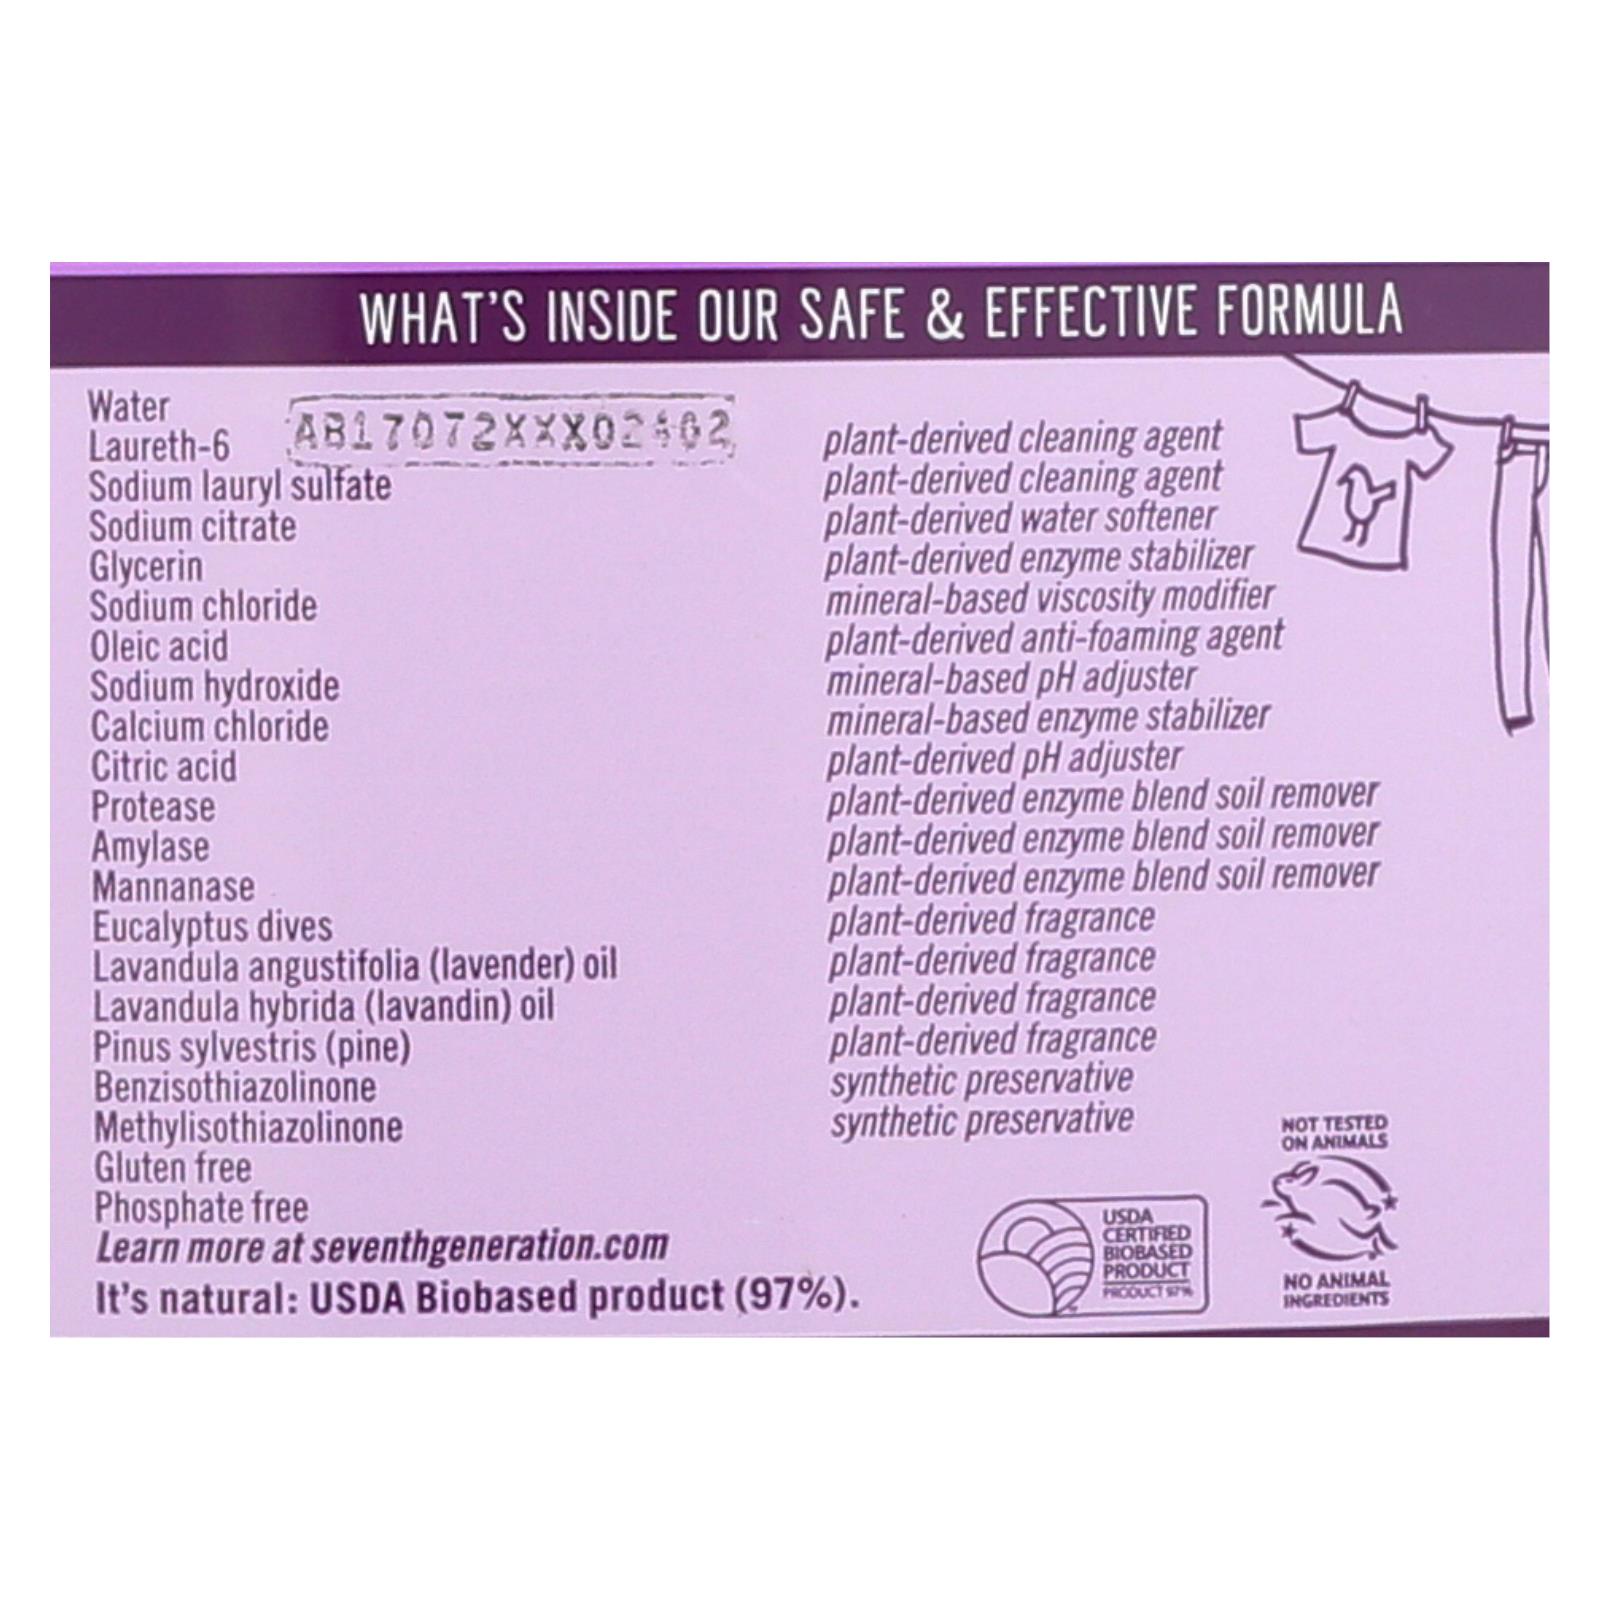 WHAT'S INSIDE OUR SAFE & EFFECTIVE FORMULA
Water
Laureth-6 plant-derived cleaning agent
Sodium lauryl sulfate plant-derived cleaning agent
Sodium citrate plant-derived water softener
Glycerin plant-derived enzyme stabilizer
Sodium chloride mineral-based viscosity modifier
Oleic acid plant-derived anti-foaming agent
Sodium hydroxide mineral-based pH adjuster
Calcium chloride mineral-based enzyme stabilizer
Citric acid plant-derived pH adjuster
Protease plant-derived enzyme blend soil remover
Amylase plant-derived enzyme blend soil remover
Mannanase plant-derived enzyme blend soil remover
Eucalyptus dives plant-derived fragrance
Lavandula angustifolia (lavender) oil plant-derived fragrance
Lavandula hybrida (lavandin) oil plant-derived fragrance
Pinus sylvestris (pine) plant-derived fragrance
Benzisothiazolinone synthetic preservative
Methylisothiazolinone synthetic preservative
Gluten free
Phosphate free
Learn more at seventhgeneration.com
It's natural: USDA Biobased product (97%).
USDA
CERTIFIED
BIOBASED
PRODUCT
PRODUCT 97%
NOT TESTED
ON ANIMALS
NO ANIMAL
INGREDIENTS